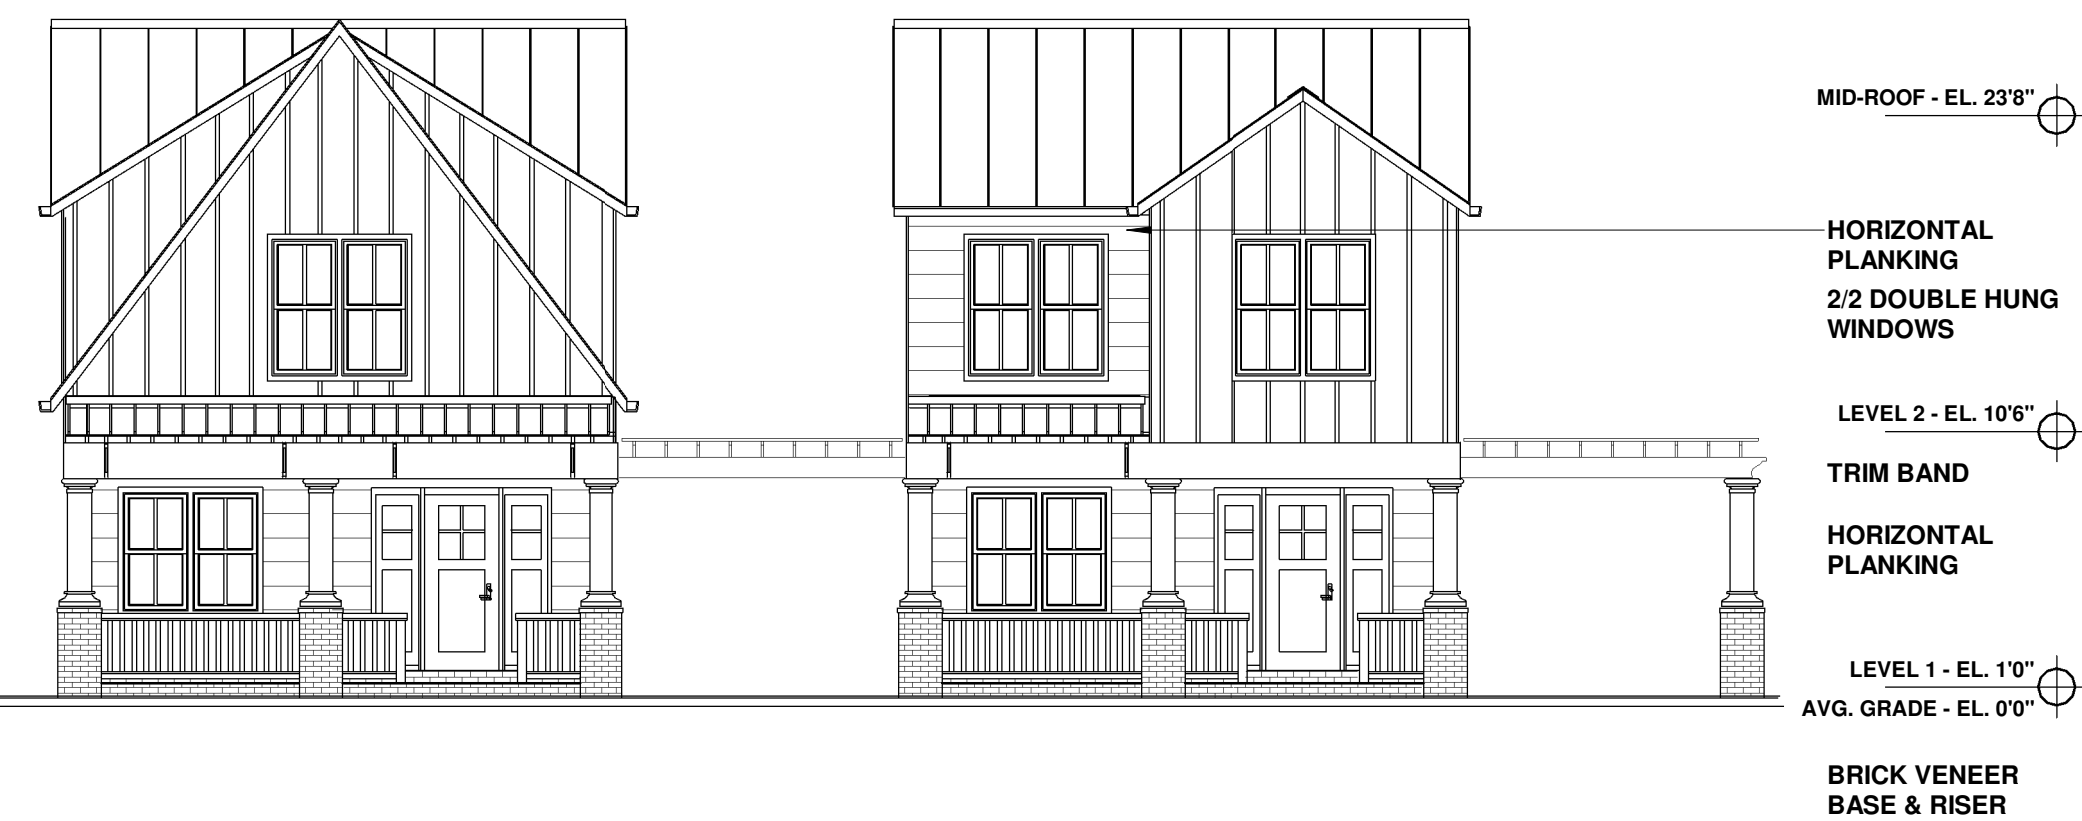 MID-ROOF - EL. 23'8"
HORIZONTAL
PLANKING
2/2 DOUBLE HUNG
WINDOWS
LEVEL 2 - EL. 10'6"
TRIM BAND
HORIZONTAL
PLANKING
LEVEL 1 - EL. 1'0"
AVG. GRADE - EL. 0'0"
BRICK VENEER
BASE & RISER